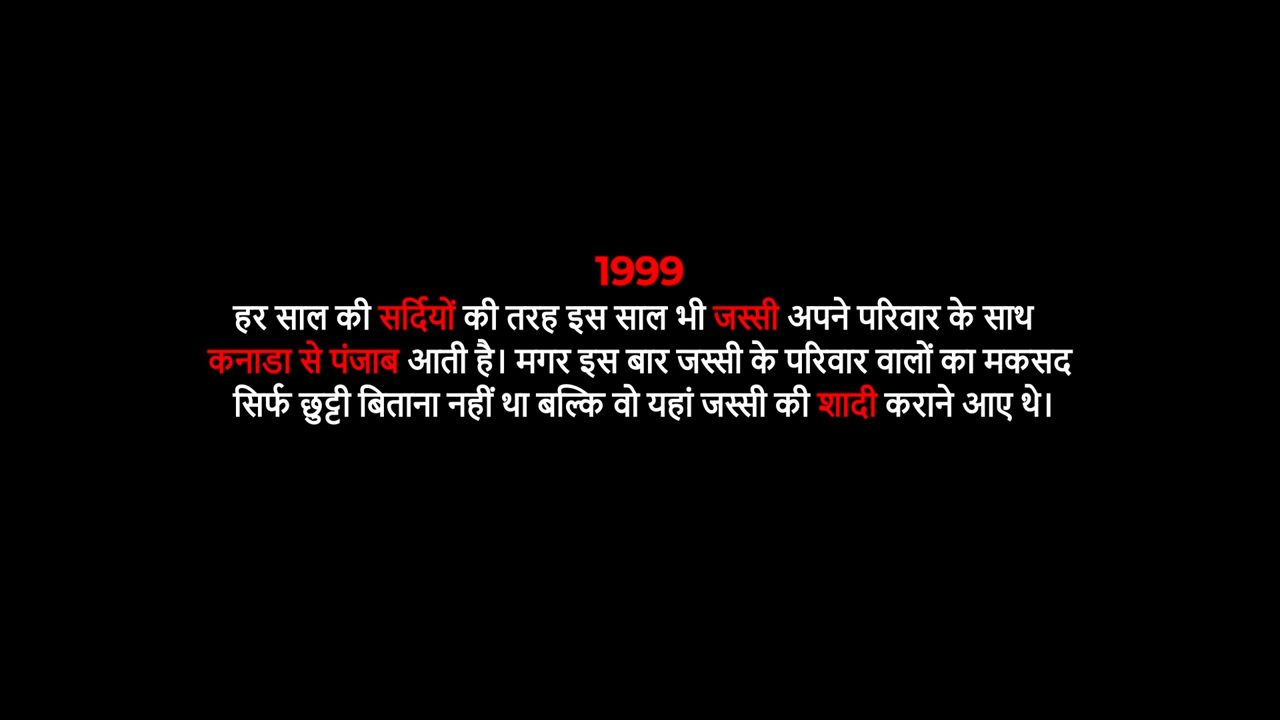 1999
हर साल की सर्दियों की तरह इस साल भी जस्सी अपने परिवार के साथ
कनाडा से पंजाब आती है। मगर इस बार जस्सी के परिवार वालों का मकसद
सिर्फ छुट्टी बिताना नहीं था बल्कि वो यहां जस्सी की शादी कराने आए थे।